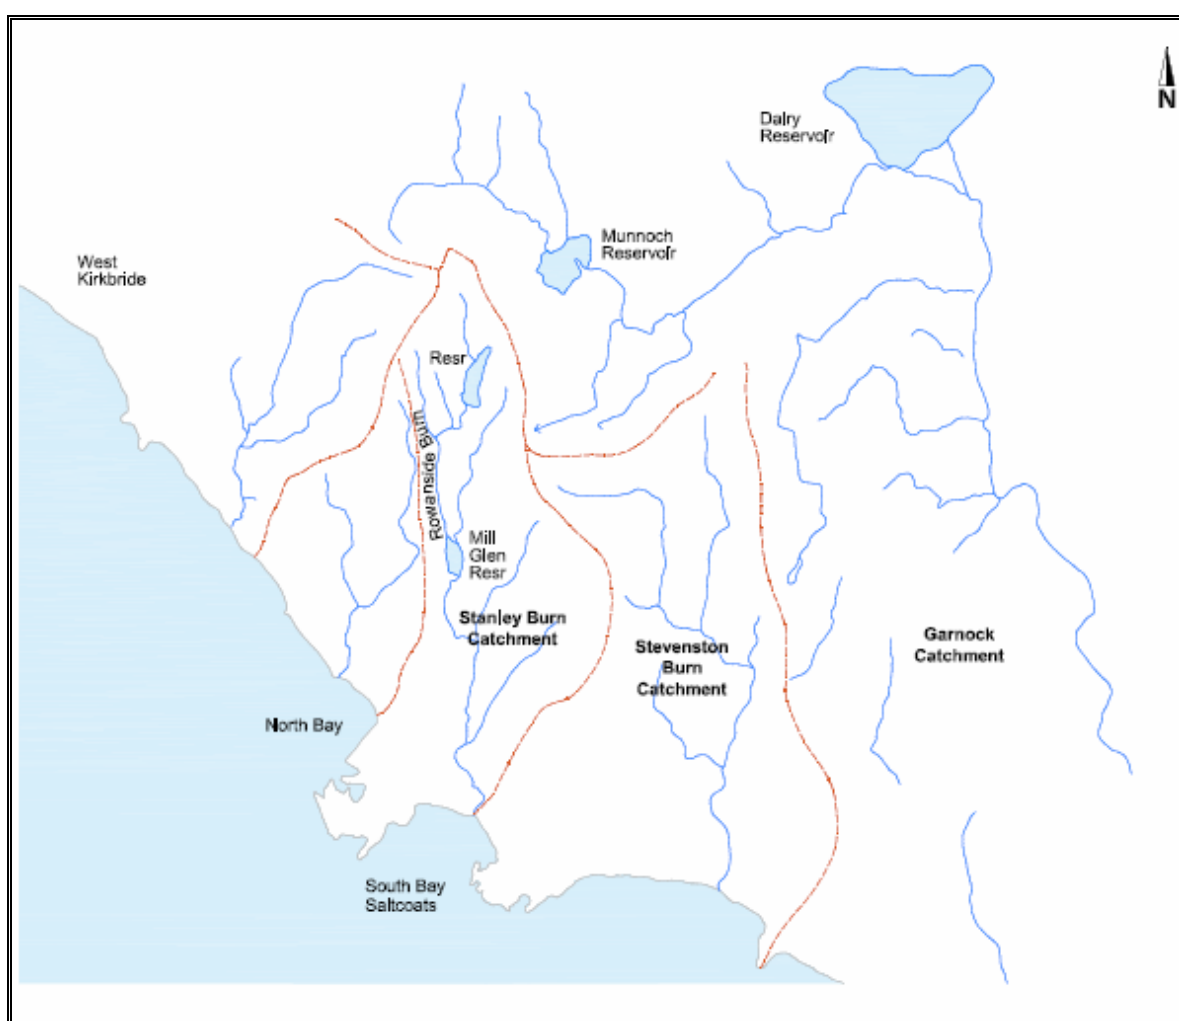 N
Dalry
Reservoir
Munnoch
Reservoir
West
Kirkbride
Resr
Rowanside Burn
Mill
Glen
Resr
Stanley Burn
Catchment
Stevenston
Burn
Catchment
Garnock
Catchment
North Bay
South Bay
Saltcoats